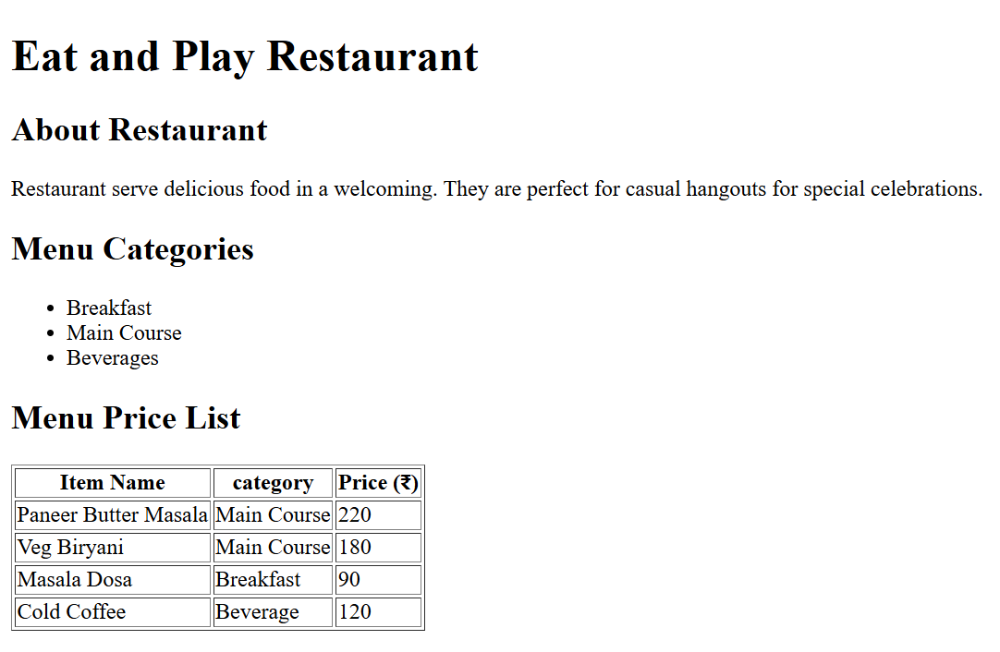 Eat and Play Restaurant
About Restaurant
Restaurant serve delicious food in a welcoming. They are perfect for casual hangouts for special celebrations.
Menu Categories
• Breakfast
• Main Course
• Beverages
Menu Price List
Item Name category Price (₹)
Paneer Butter Masala Main Course 220
Veg Biryani Main Course 180
Masala Dosa Breakfast 90
Cold Coffee Beverage 120